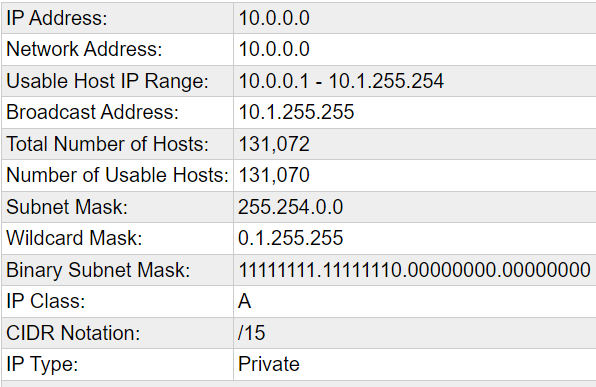 IP Address: 10.0.0.0
Network Address: 10.0.0.0
Usable Host IP Range: 10.0.0.1 - 10.1.255.254
Broadcast Address: 10.1.255.255
Total Number of Hosts: 131,072
Number of Usable Hosts: 131,070
Subnet Mask: 255.254.0.0
Wildcard Mask: 0.1.255.255
Binary Subnet Mask: 11111111.11111110.00000000.00000000
IP Class: A
CIDR Notation: /15
IP Type: Private